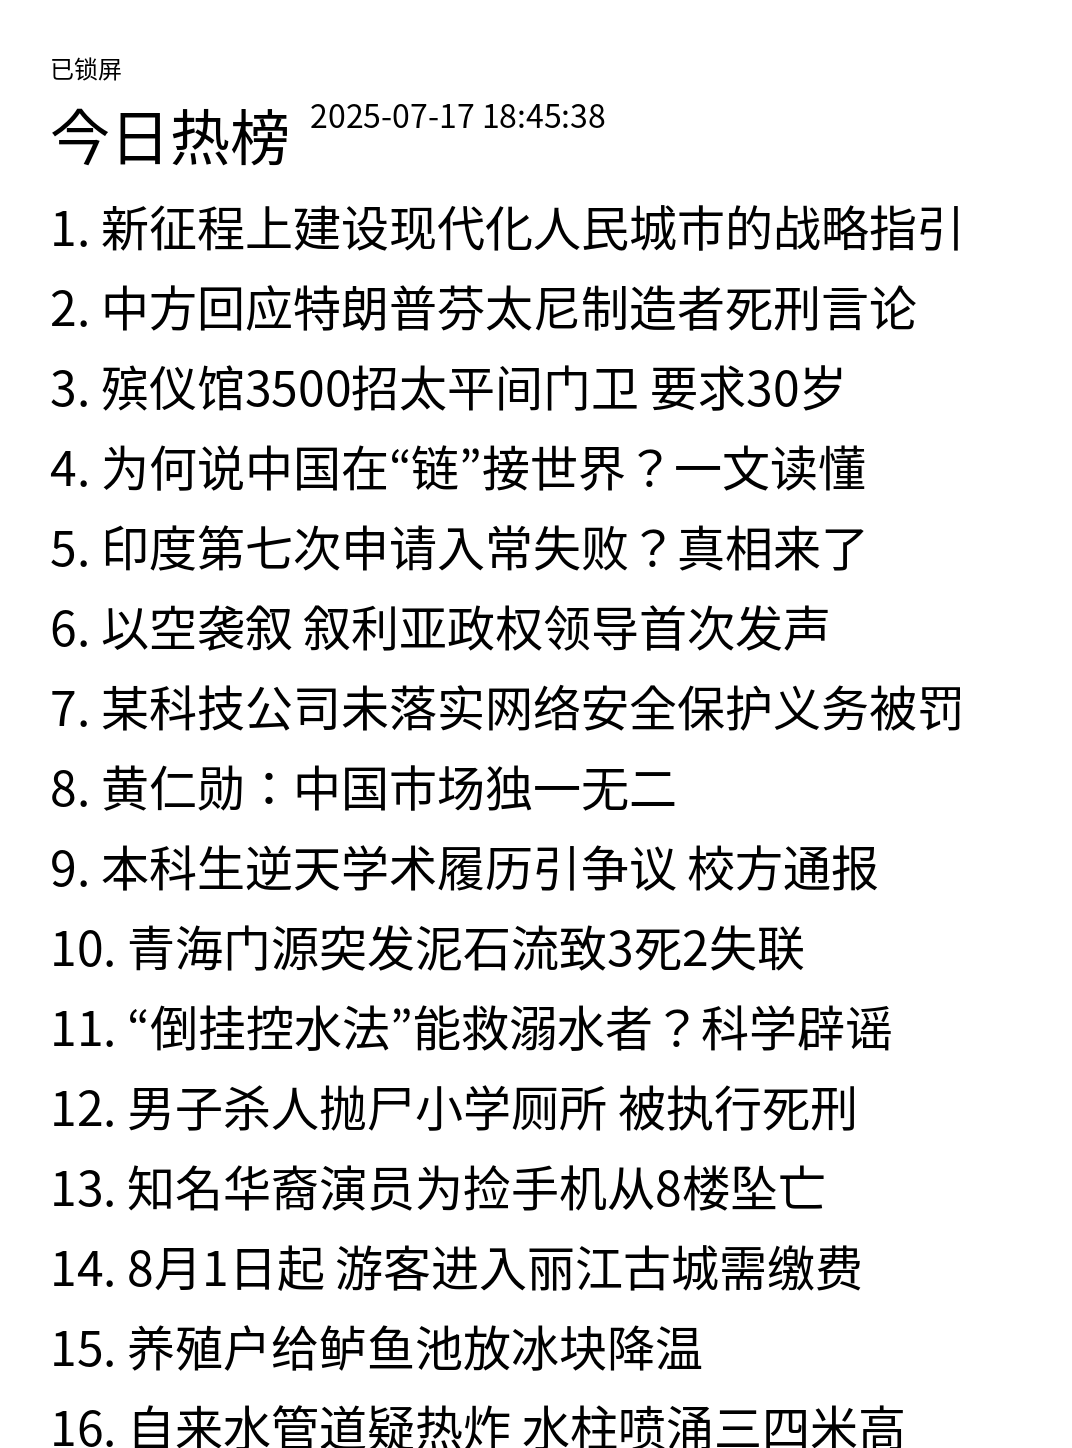 已锁屏
今日热榜 2025-07-17 18:45:38
1. 新征程上建设现代化人民城市的战略指引
2. 中方回应特朗普芬太尼制造者死刑言论
3. 殡仪馆3500招太平间门卫 要求30岁
4. 为何说中国在“链”接世界？一文读懂
5. 印度第七次申请入常失败？真相来了
6. 以空袭叙 叙利亚政权领导首次发声
7. 某科技公司未落实网络安全保护义务被罚
8. 黄仁勋：中国市场独一无二
9. 本科生逆天学术履历引争议 校方通报
10. 青海门源突发泥石流致3死2失联
11. “倒挂控水法”能救溺水者？科学辟谣
12. 男子杀人抛尸小学厕所 被执行死刑
13. 知名华裔演员为捡手机从8楼坠亡
14. 8月1日起 游客进入丽江古城需缴费
15. 养殖户给鲈鱼池放冰块降温
16. 自来水管道疑热炸 水柱喷涌三四米高